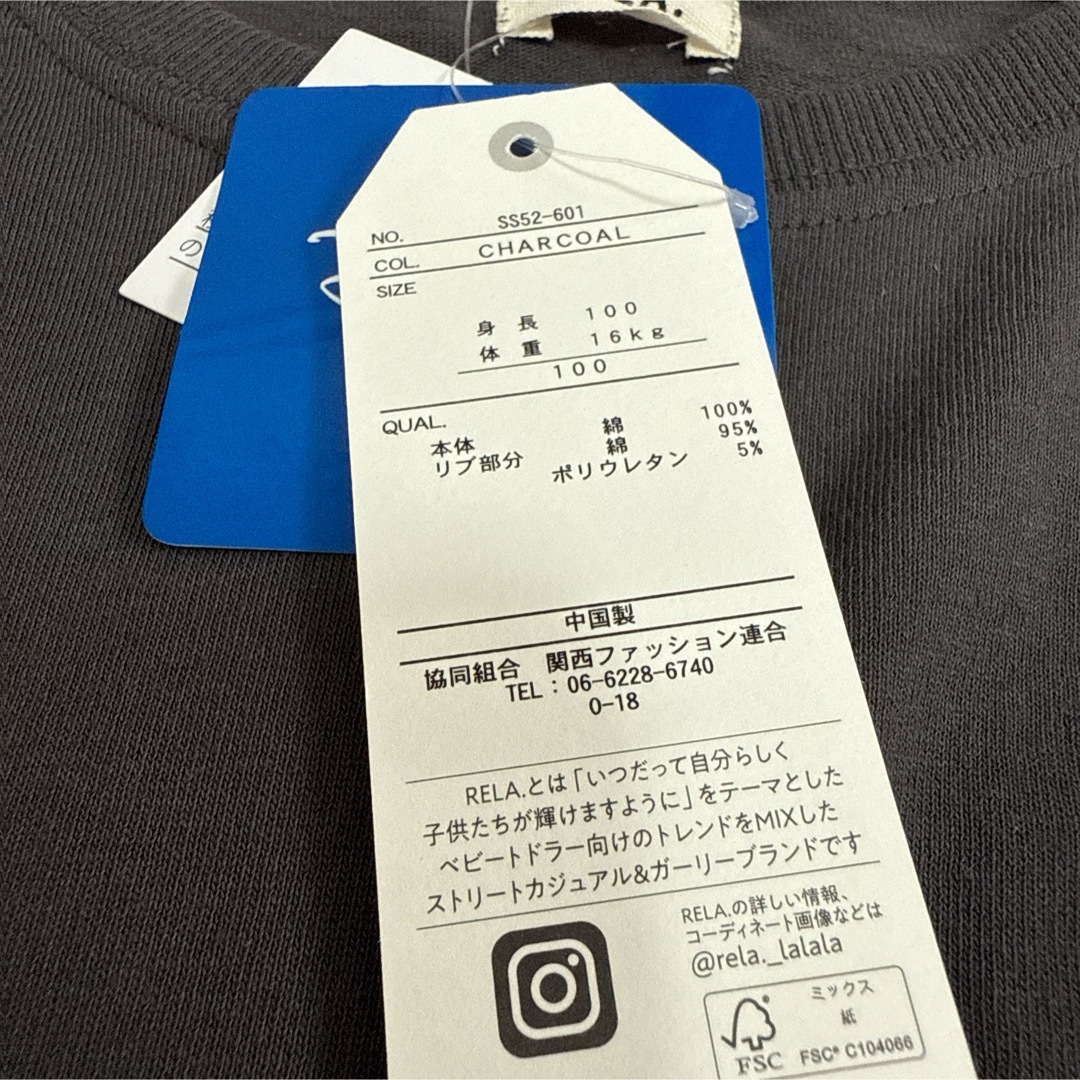 NO. SS52-601
COL. CHARCOAL
SIZE
身長 100
体重 16kg
100
QUAL.
本体 綿 100%
リブ部分 綿 95%
ポリウレタン 5%
中国製
協同組合 関西ファッション連合
TEL：06-6228-6740
0-18
RELA.とは「いつだって自分らしく
子供たちが輝けますように」をテーマとした
ベビートドラー向けのトレンドをMIXした
ストリートカジュアル&ガーリーブランドです
RELA.の詳しい情報、
コーディネート画像などは
@rela._lalala
ミックス
紙
FSC
FSC® C104066
の